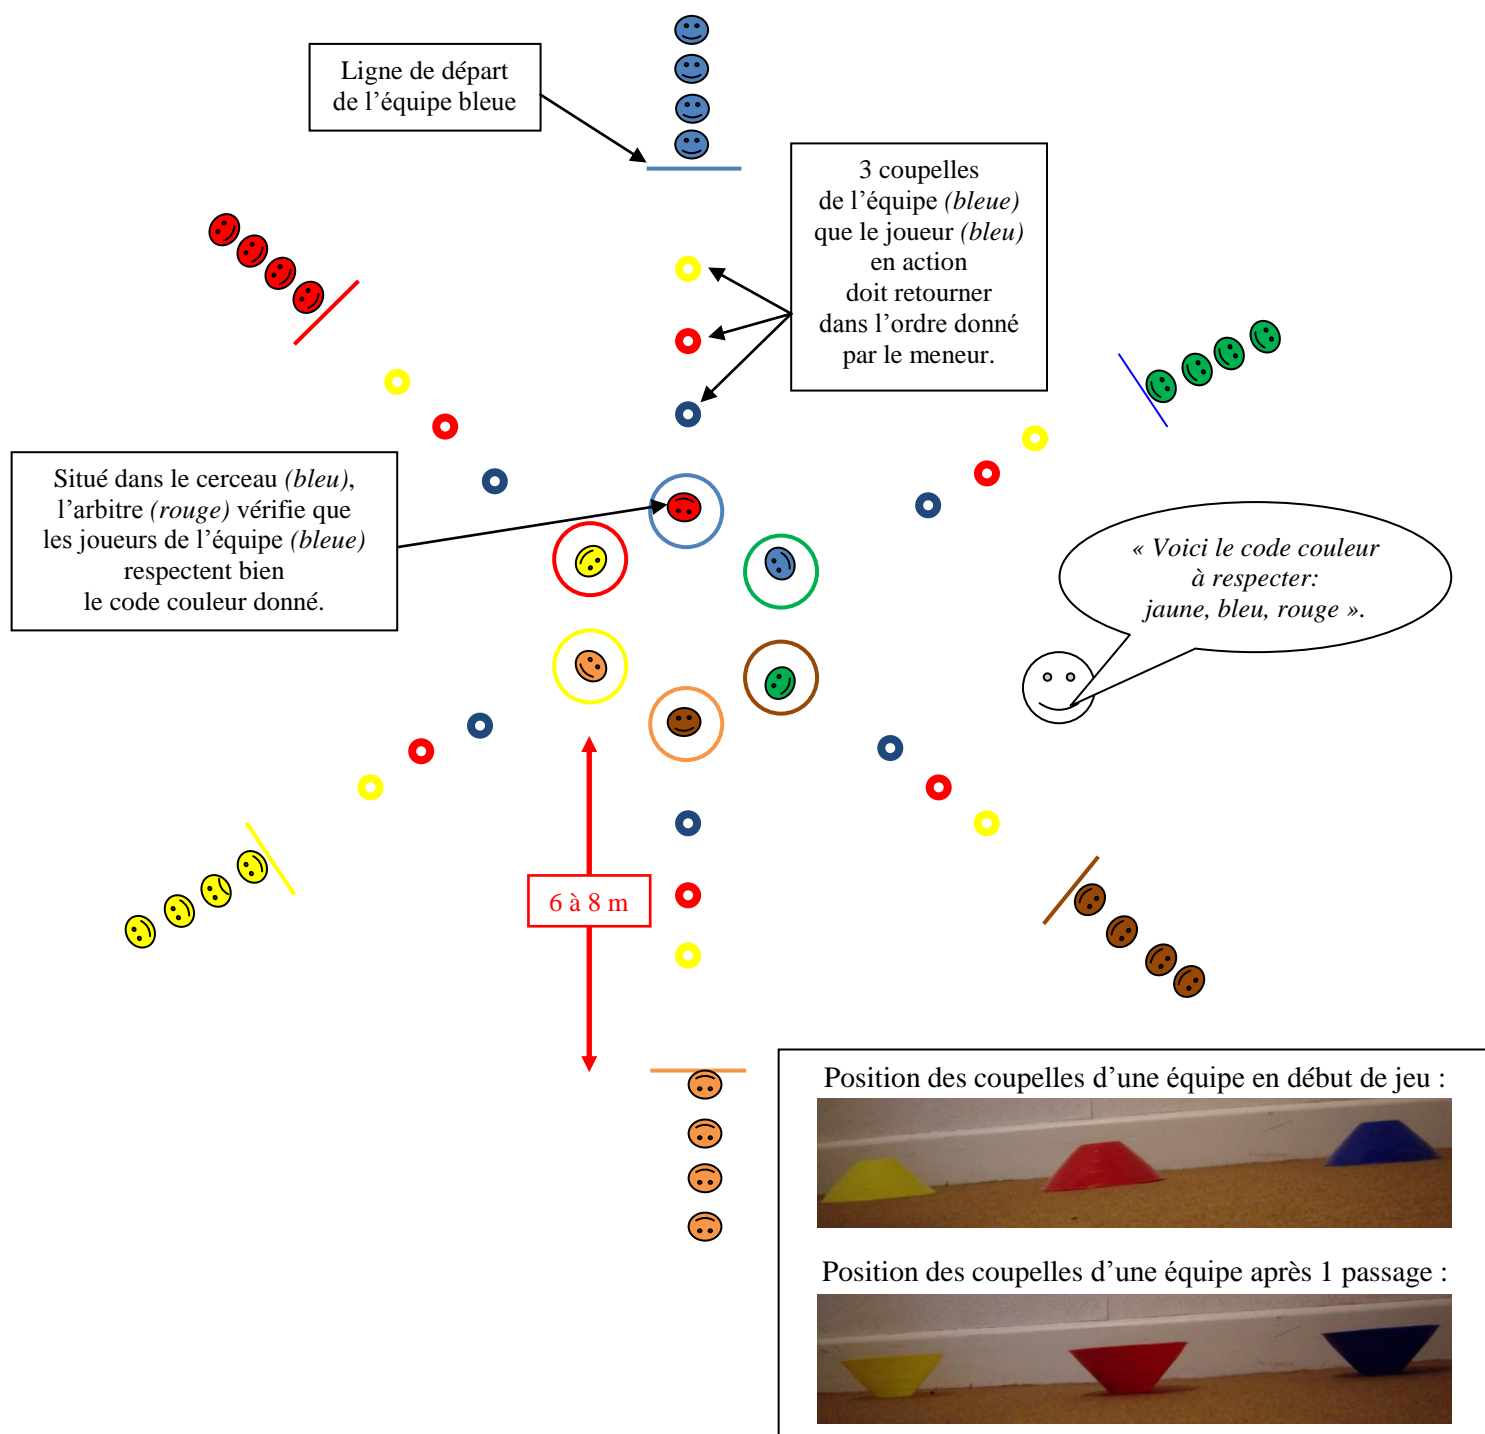 Ligne de départ
de l’équipe bleue
3 coupelles
de l’équipe (bleue)
que le joueur (bleu)
en action
doit retourner
dans l’ordre donné
par le meneur.
Situé dans le cerceau (bleu),
l’arbitre (rouge) vérifie que
les joueurs de l’équipe (bleue)
respectent bien
le code couleur donné.
« Voici le code couleur
à respecter:
jaune, bleu, rouge ».
6 à 8 m
Position des coupelles d’une équipe en début de jeu :
Position des coupelles d’une équipe après 1 passage :